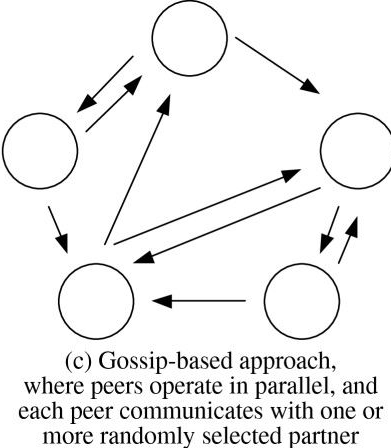 (c) Gossip-based approach,
where peers operate in parallel, and
each peer communicates with one or
more randomly selected partner